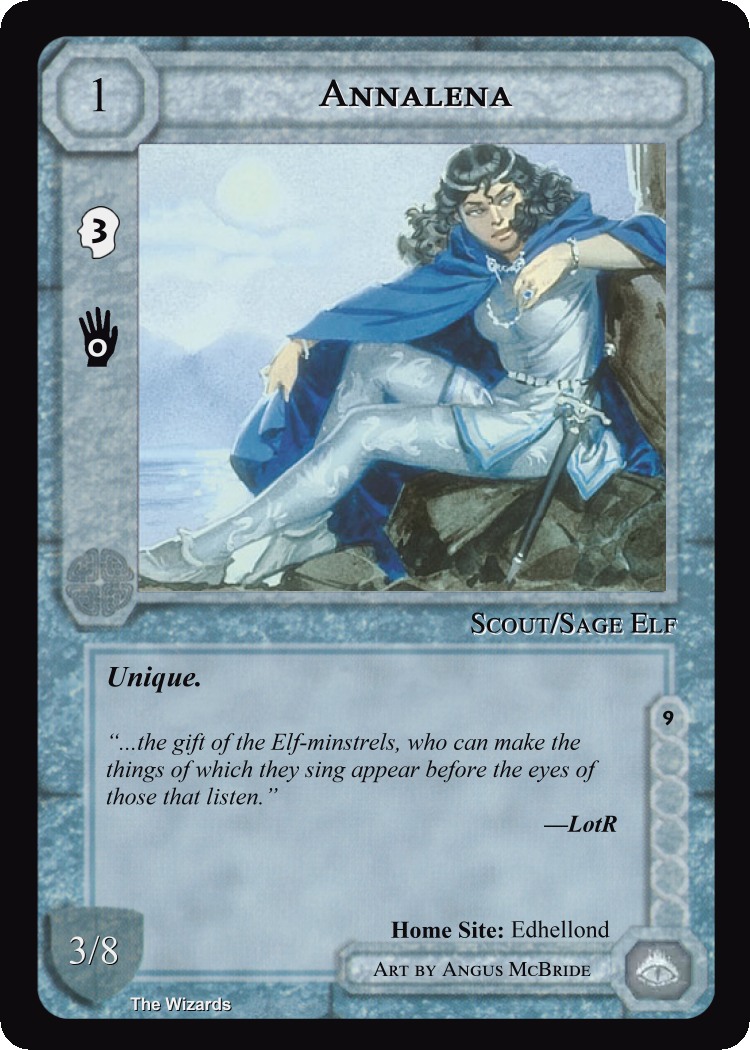 1
Annalena
3
0
Scout/Sage Elf
Unique.
“...the gift of the Elf-minstrels, who can make the
things of which they sing appear before the eyes of
those that listen.”
—LotR
9
Home Site: Edhellond
3/8
Art by Angus McBride
The Wizards